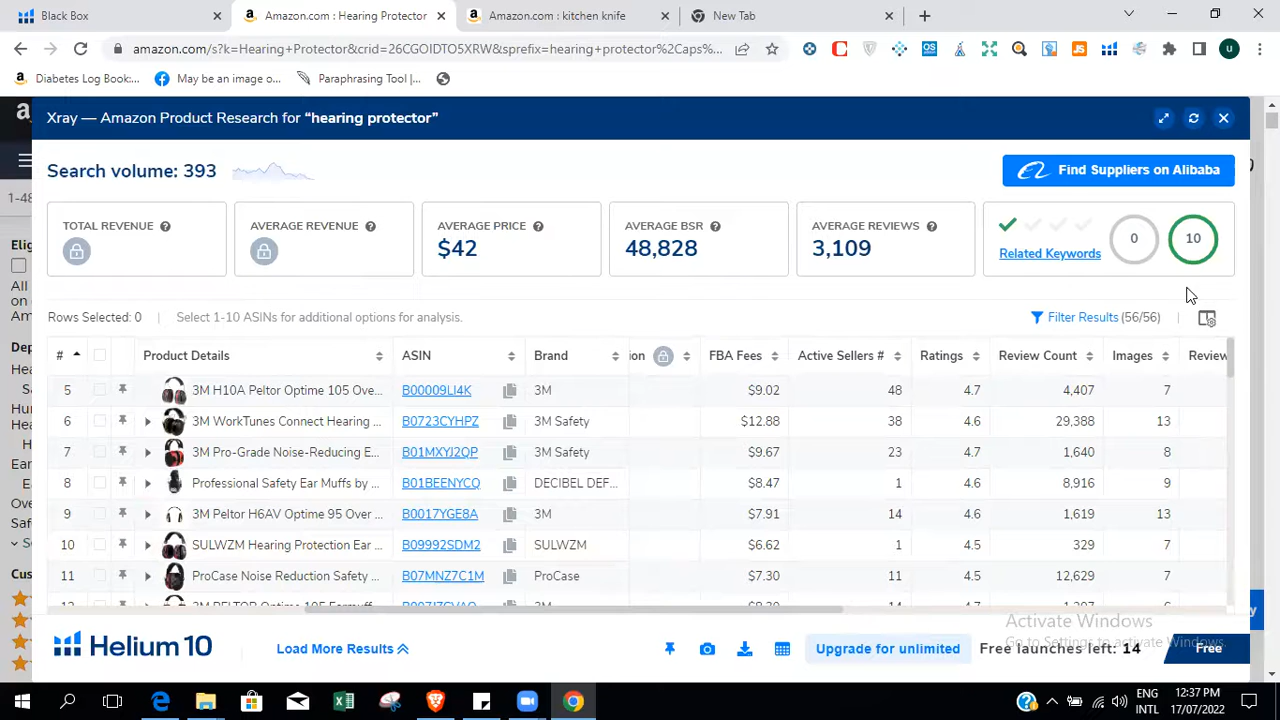 Black Box
Amazon.com : Hearing Protector
Amazon.com : kitchen knife
New Tab
amazon.com/s?k=Hearing+Protector&crid=26CGOIDTO5XRW&sprefix=hearing+protector%2Caps%2C...
Diabetes Log Book:...
May be an image o...
Paraphrasing Tool |...
Xray — Amazon Product Research for “hearing protector”
Search volume: 393
Find Suppliers on Alibaba
TOTAL REVENUE
AVERAGE REVENUE
AVERAGE PRICE
$42
AVERAGE BSR
48,828
AVERAGE REVIEWS
3,109
Related Keywords
0
10
Rows Selected: 0 | Select 1-10 ASINs for additional options for analysis.
Filter Results (56/56)
# Product Details ASIN Brand ion FBA Fees Active Sellers # Ratings Review Count Images Review
5 3M H10A Peltor Optime 105 Ove... B00009LI4K 3M $9.02 48 4.7 4,407 7
6 3M WorkTunes Connect Hearing ... B0723CYHPZ 3M Safety $12.88 38 4.6 29,388 13
7 3M Pro-Grade Noise-Reducing E... B01MXYJ2QP 3M Safety $9.67 23 4.6 1,640 8
8 Professional Safety Ear Muffs by ... B01BEENYCQ DECIBEL DEF... $8.47 1 4.6 8,916 9
9 3M Peltor H6AV Optime 95 Over ... B0017YGE8A 3M $7.91 14 4.6 1,619 13
10 SULWZM Hearing Protection Ear ... B09992SDM2 SULWZM $6.62 1 4.5 329 7
11 ProCase Noise Reduction Safety ... B07MNZ7C1M ProCase $7.30 11 4.5 12,629 7
Helium 10
Load More Results
Upgrade for unlimited
Free launches left: 14
Free
Activate Windows
Go to Settings to activate Windows.
ENG
INTL
12:37 PM
17/07/2022